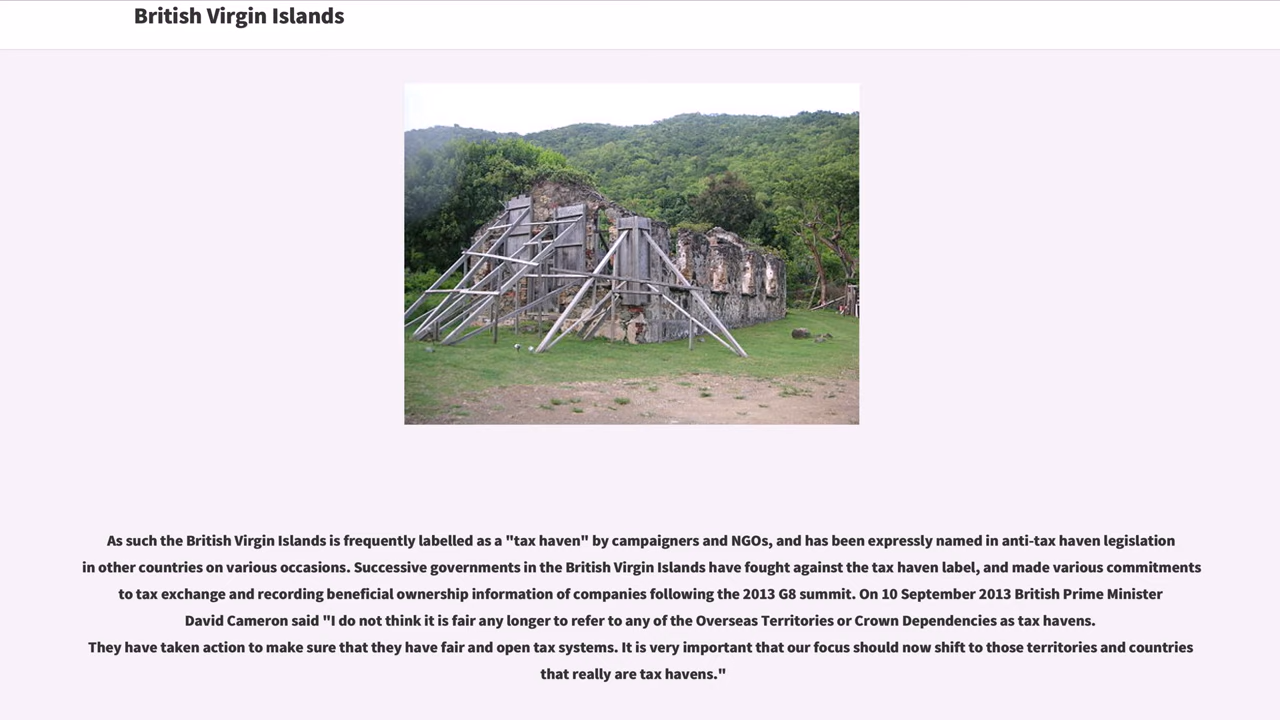 British Virgin Islands
As such the British Virgin Islands is frequently labelled as a "tax haven" by campaigners and NGOs, and has been expressly named in anti-tax haven legislation
in other countries on various occasions. Successive governments in the British Virgin Islands have fought against the tax haven label, and made various commitments
to tax exchange and recording beneficial ownership information of companies following the 2013 G8 summit. On 10 September 2013 British Prime Minister
David Cameron said "I do not think it is fair any longer to refer to any of the Overseas Territories or Crown Dependencies as tax havens.
They have taken action to make sure that they have fair and open tax systems. It is very important that our focus should now shift to those territories and countries
that really are tax havens."